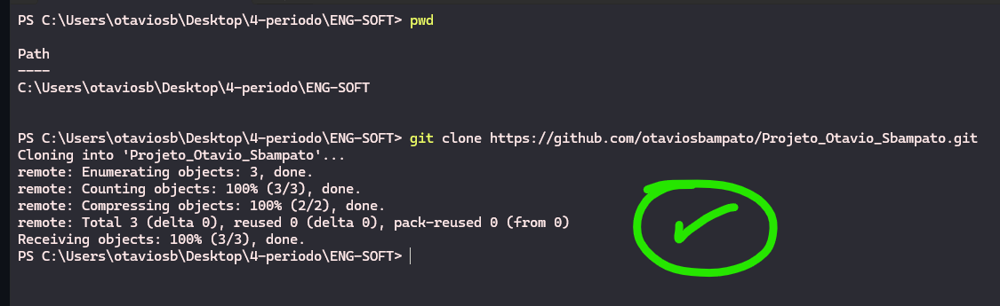 PS C:\Users\otaviosb\Desktop\4-periodo\ENG-SOFT> pwd
Path
----
C:\Users\otaviosb\Desktop\4-periodo\ENG-SOFT
PS C:\Users\otaviosb\Desktop\4-periodo\ENG-SOFT> git clone https://github.com/otaviosbampato/Projeto_Otavio_Sbampato.git
Cloning into 'Projeto_Otavio_Sbampato'...
remote: Enumerating objects: 3, done.
remote: Counting objects: 100% (3/3), done.
remote: Compressing objects: 100% (2/2), done.
remote: Total 3 (delta 0), reused 0 (delta 0), pack-reused 0 (from 0)
Receiving objects: 100% (3/3), done.
PS C:\Users\otaviosb\Desktop\4-periodo\ENG-SOFT>